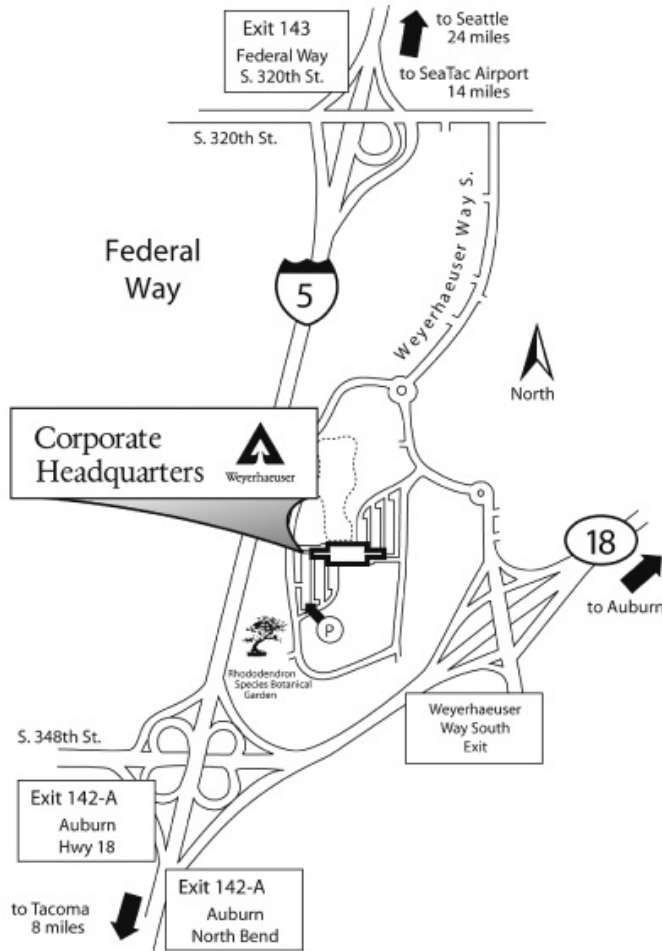 Exit 143
Federal Way
S. 320th St.
to Seattle
24 miles
to SeaTac Airport
14 miles
S. 320th St.
Weyerhaeuser Way S.
Federal
Way
5
North
Corporate
Headquarters
Weyerhaeuser
18
to Auburn
P
Rhododendron
Species Botanical
Garden
Weyerhaeuser
Way South
Exit
S. 348th St.
Exit 142-A
Auburn
Hwy 18
Exit 142-A
Auburn
North Bend
to Tacoma
8 miles